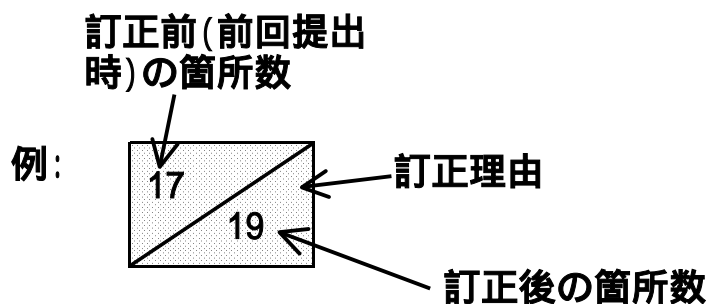 訂正前(前回提出
時)の箇所数
例:
17
訂正理由
19
訂正後の箇所数